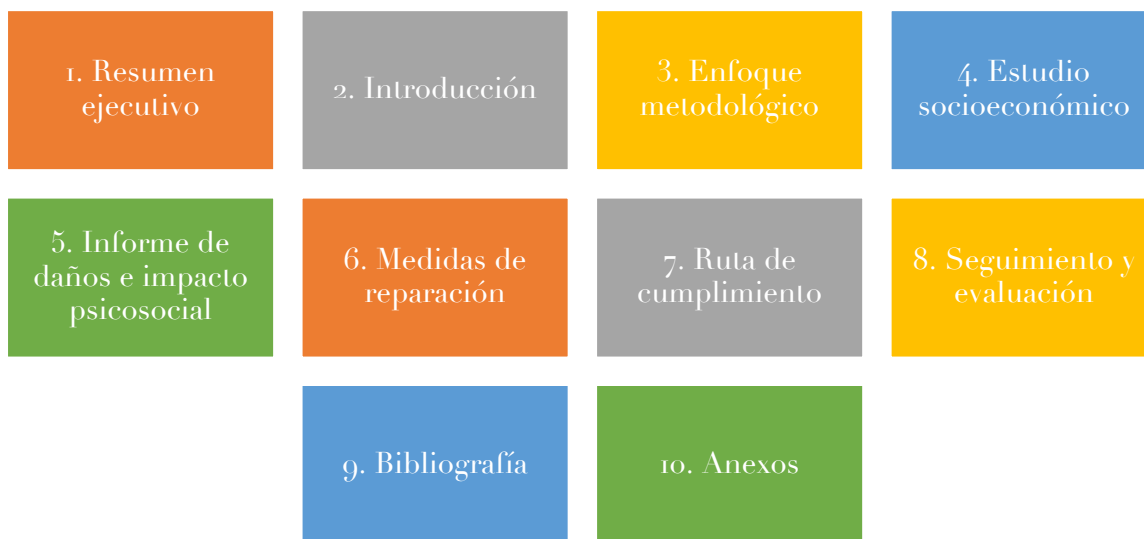 1. Resumen
ejecutivo
2. Introducción
3. Enfoque
metodológico
4. Estudio
socioeconómico
5. Informe de
daños e impacto
psicosocial
6. Medidas de
reparación
7. Ruta de
cumplimiento
8. Seguimiento y
evaluación
9. Bibliografía
10. Anexos